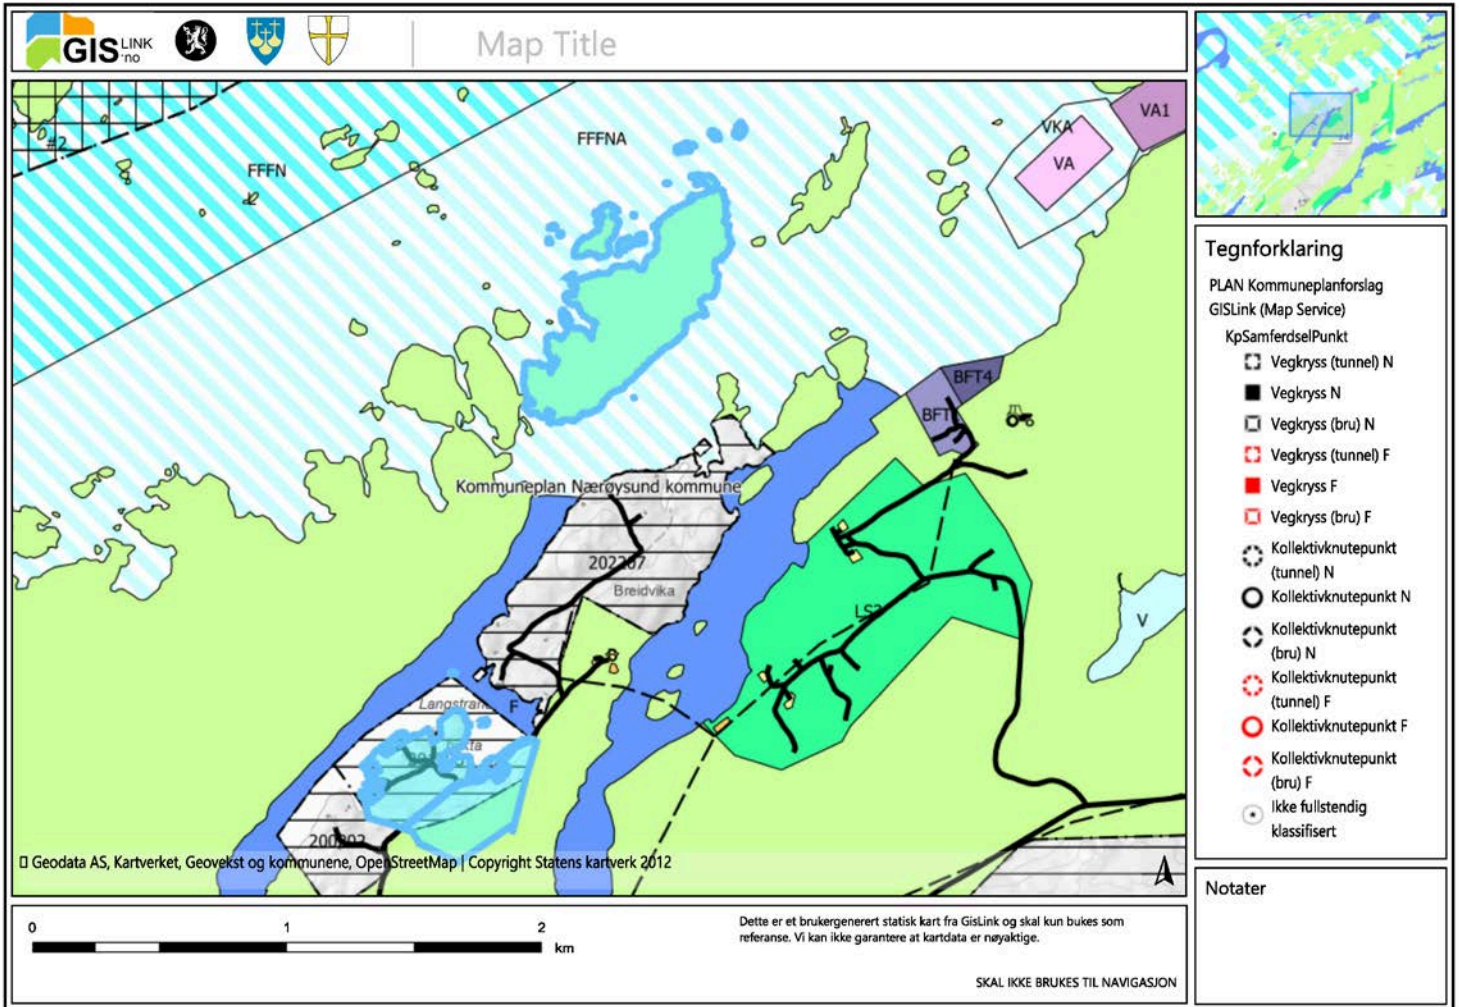 GIS LINK
.no
Map Title
#2
FFFN
FFFNA
VKA
VA
VA1
BFT4
BFT
Kommuneplan Nærøysund kommune
202207
Breidvika
LS2
V
F
200202
□ Geodata AS, Kartverket, Geovekst og kommunene, OpenStreetMap | Copyright Statens kartverk 2012
0 1 2
km
Dette er et brukergenerert statisk kart fra GisLink og skal kun bukes som
referanse. Vi kan ikke garantere at kartdata er nøyaktige.
SKAL IKKE BRUKES TIL NAVIGASJON
Tegnforklaring
PLAN Kommuneplanforslag
GISLink (Map Service)
KpSamferdselPunkt
Vegkryss (tunnel) N
Vegkryss N
Vegkryss (bru) N
Vegkryss (tunnel) F
Vegkryss F
Vegkryss (bru) F
Kollektivknutepunkt
(tunnel) N
Kollektivknutepunkt N
Kollektivknutepunkt
(bru) N
Kollektivknutepunkt
(tunnel) F
Kollektivknutepunkt F
Kollektivknutepunkt
(bru) F
Ikke fullstendig
klassifisert
Notater